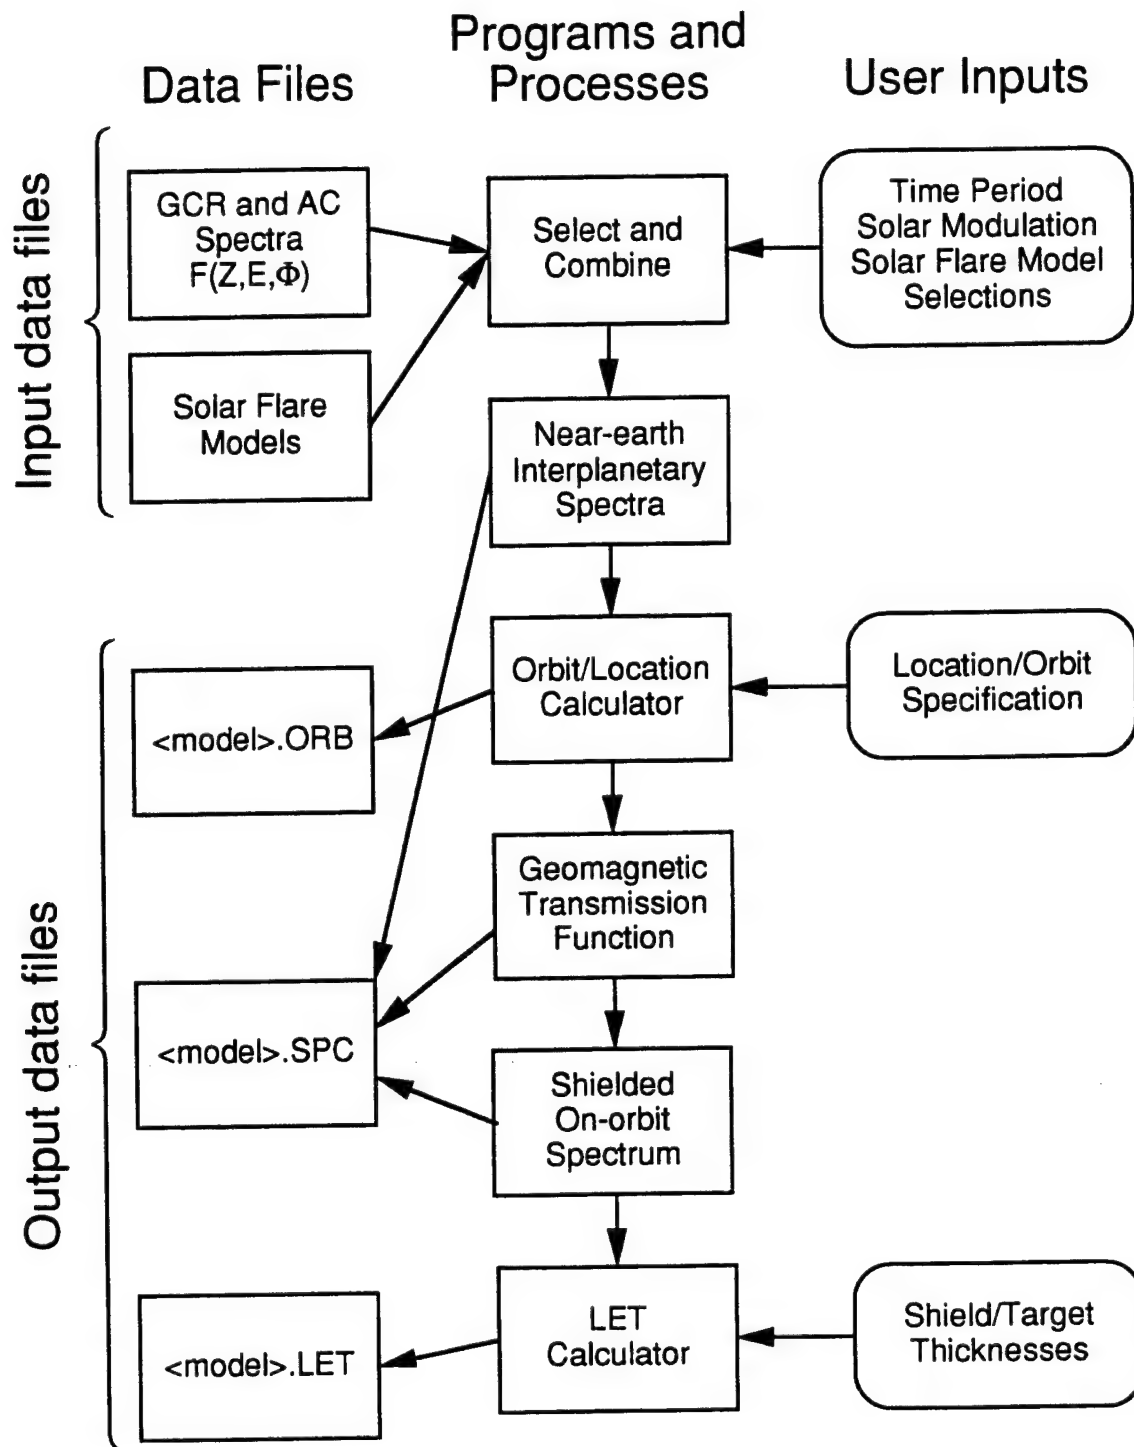 Programs and
Processes
Data Files
User Inputs
Input data files
GCR and AC
Spectra
F(Z,E,Φ)
Select and
Combine
Time Period
Solar Modulation
Solar Flare Model
Selections
Solar Flare
Models
Near-earth
Interplanetary
Spectra
Output data files
<model>.ORB
Orbit/Location
Calculator
Location/Orbit
Specification
Geomagnetic
Transmission
Function
<model>.SPC
Shielded
On-orbit
Spectrum
<model>.LET
LET
Calculator
Shield/Target
Thicknesses